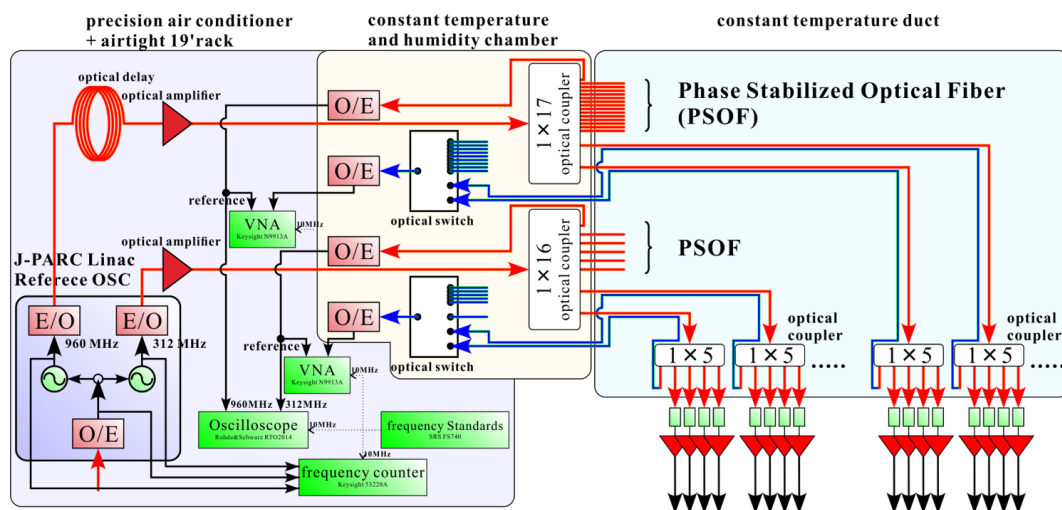 precision air conditioner
+ airtight 19'rack
constant temperature
and humidity chamber
constant temperature duct
optical delay
optical amplifier
O/E
1×17
optical coupler
Phase Stabilized Optical Fiber
(PSOF)
O/E
reference
VNA
Keysight N9913A
10MHz
optical switch
optical amplifier
O/E
1×16
optical coupler
PSOF
J-PARC Linac
Referece OSC
E/O
E/O
960 MHz
312 MHz
O/E
O/E
reference
VNA
Keysight N9913A
10MHz
optical switch
optical
coupler
optical
coupler
1×5
1×5
1×5
1×5
.....
.....
960MHz
312MHz
Oscilloscope
Rohde&Schwarz RTO2014
10MHz
frequency Standards
SRS FS740
10MHz
frequency counter
Keysight 53220A